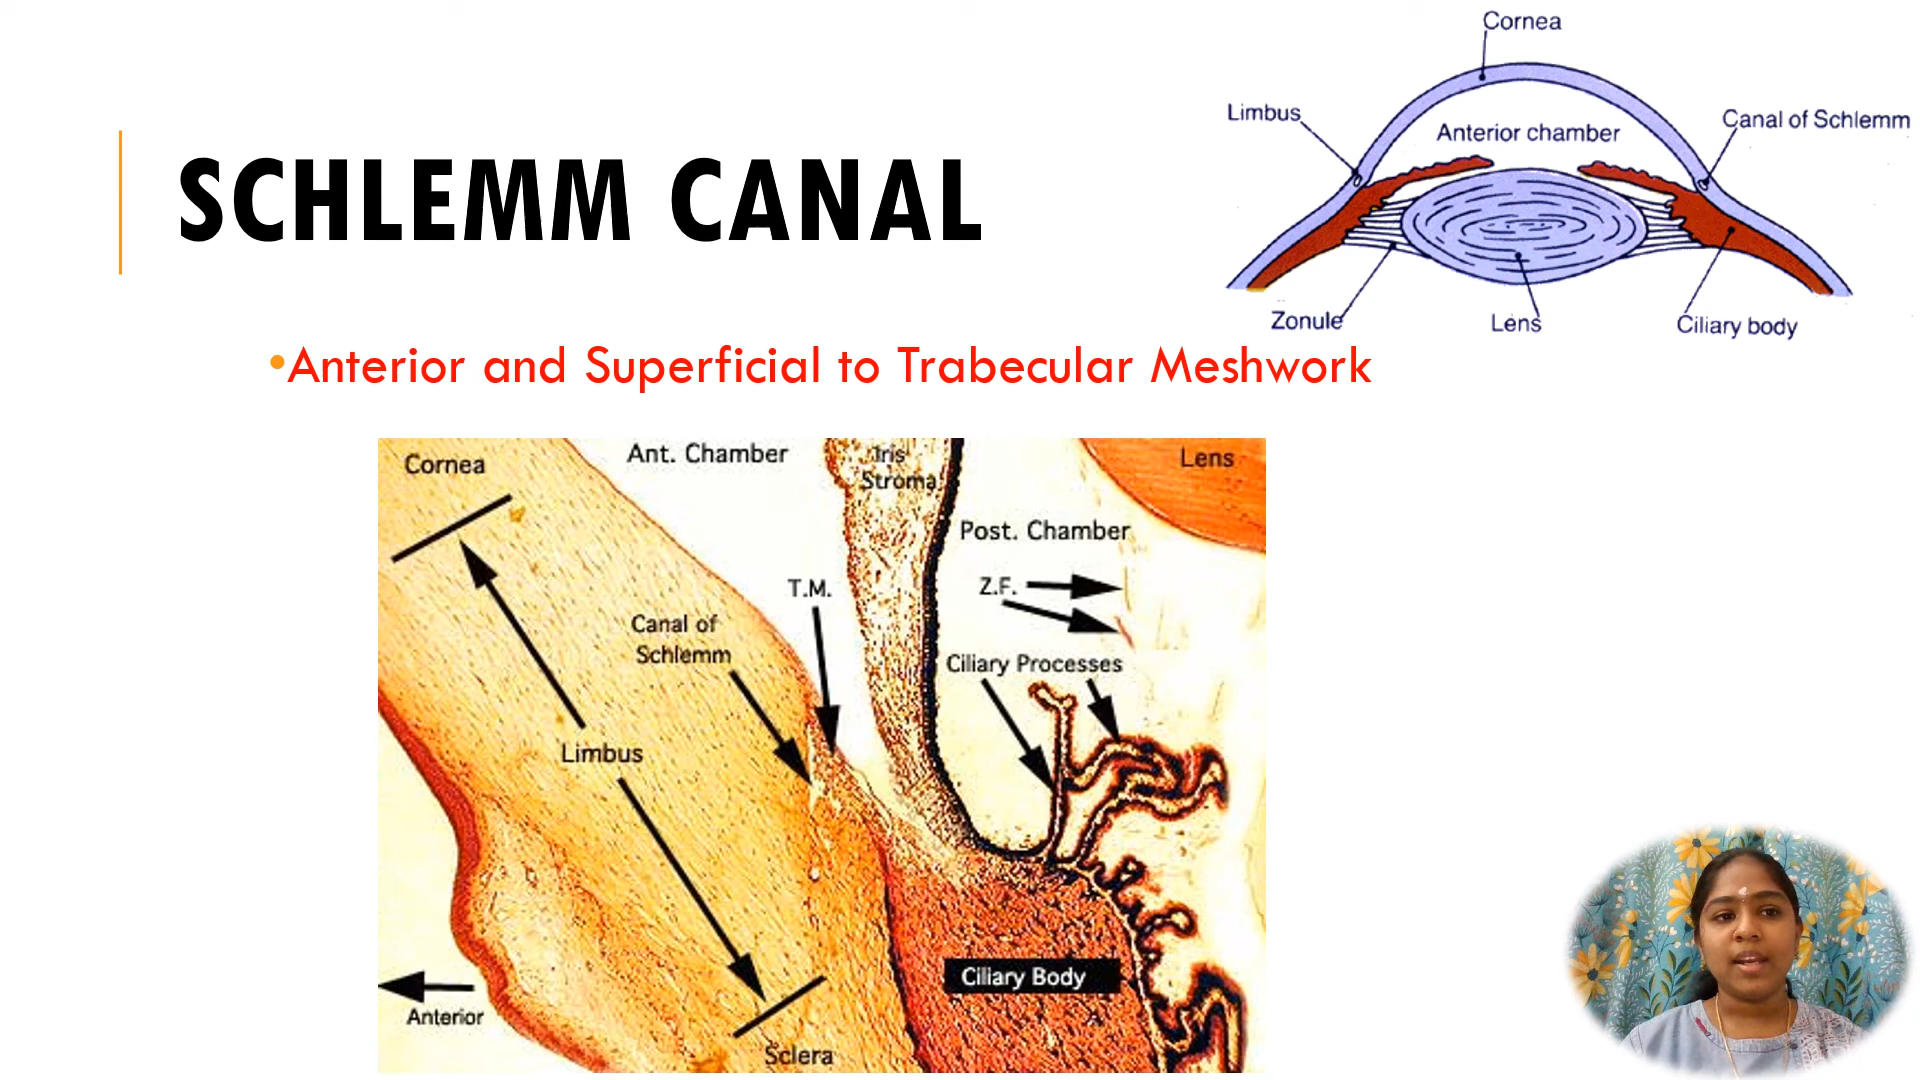 SCHLEMM CANAL
•Anterior and Superficial to Trabecular Meshwork
Cornea
Limbus
Canal of Schlemm
Anterior chamber
Zonule
Lens
Ciliary body
Cornea
Ant. Chamber
Iris
Stroma
Lens
Post. Chamber
T.M.
Z.F.
Canal of
Schlemm
Ciliary Processes
Limbus
Ciliary Body
Anterior
Sclera